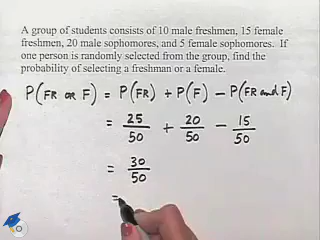 A group of students consists of 10 male freshmen, 15 female
freshmen, 20 male sophomores, and 5 female sophomores. If
one person is randomly selected from the group, find the
probability of selecting a freshman or a female.
P(FR OR F) = P(FR) + P(F) - P(FR and F)
= 25/50 + 20/50 - 15/50
= 30/50
=